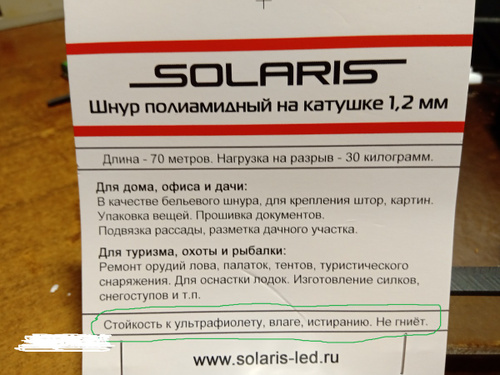 SOLARIS
Шнур полиамидный на катушке 1,2 мм
Длина - 70 метров. Нагрузка на разрыв - 30 килограмм.
Для дома, офиса и дачи:
В качестве бельевого шнура, для крепления штор, картин.
Упаковка вещей. Прошивка документов.
Подвязка рассады, разметка дачного участка.
Для туризма, охоты и рыбалки:
Ремонт орудий лова, палаток, тентов, туристического
снаряжения. Для оснастки лодок. Изготовление силков,
снегоступов и т.п.
Стойкость к ультрафиолету, влаге, истиранию. Не гниёт.
www.solaris-led.ru